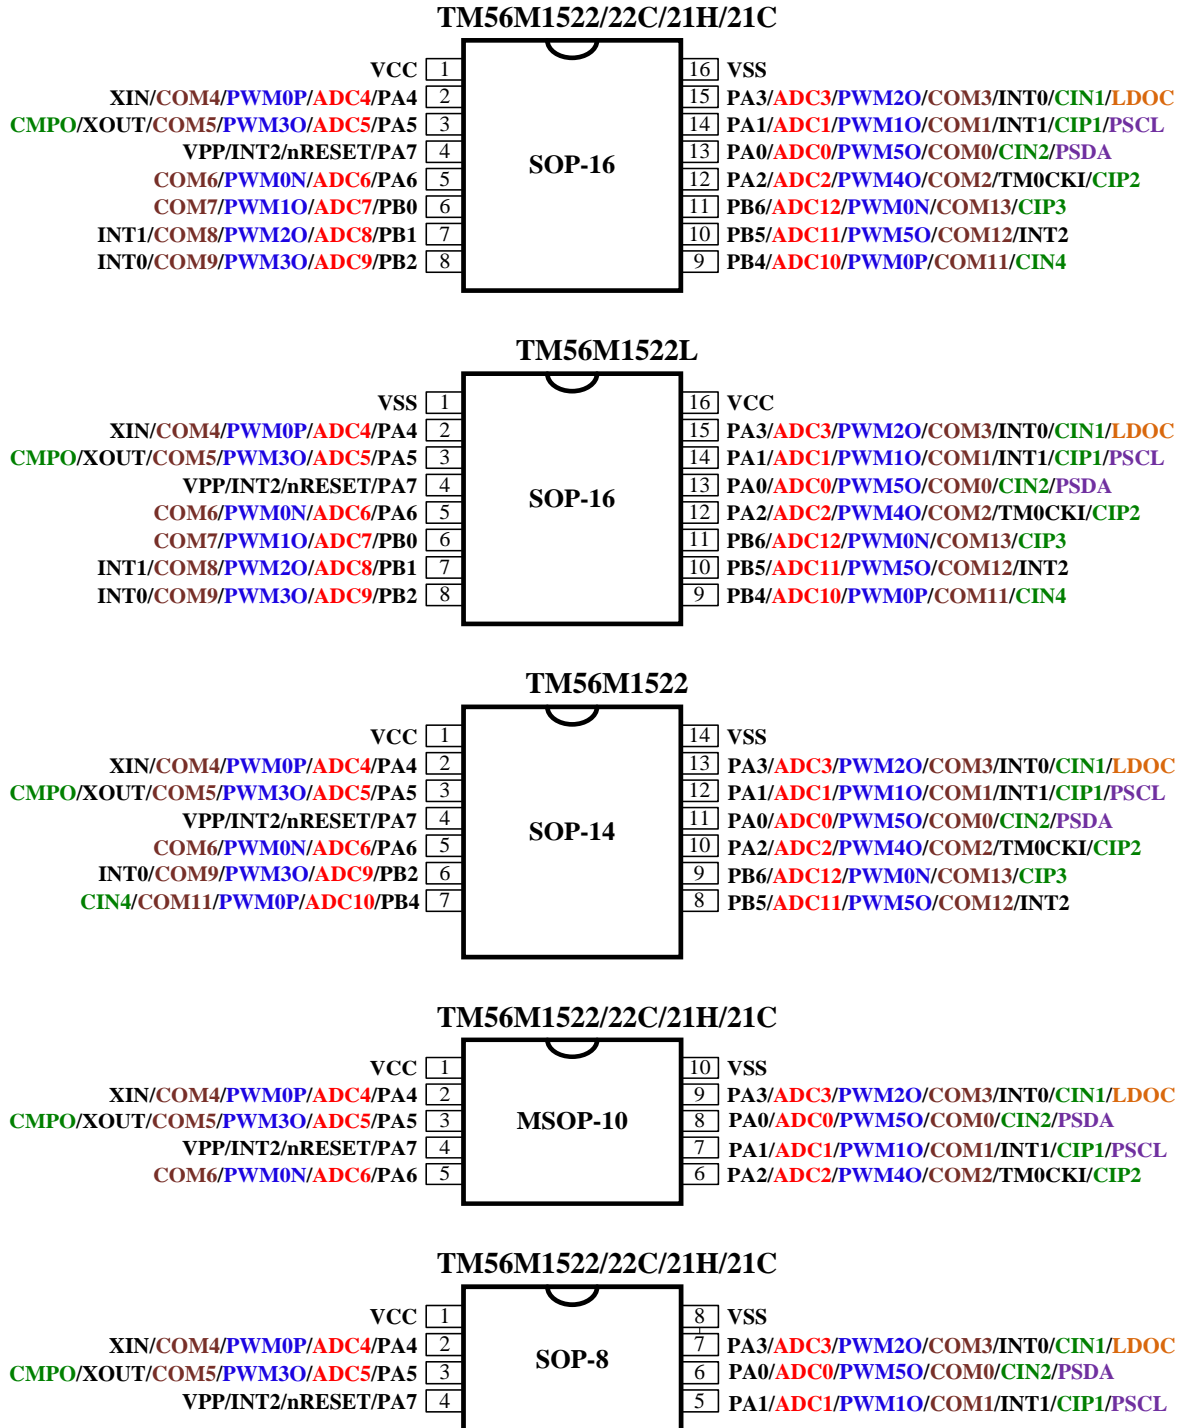 TM56M1522/22C/21H/21C
VCC 1 16 VSS
XIN/COM4/PWM0P/ADC4/PA4 2 15 PA3/ADC3/PWM2O/COM3/INT0/CIN1/LDOC
CMPO/XOUT/COM5/PWM3O/ADC5/PA5 3 14 PA1/ADC1/PWM1O/COM1/INT1/CIP1/PSCL
VPP/INT2/nRESET/PA7 4 13 PA0/ADC0/PWM5O/COM0/CIN2/PSDA
SOP-16
COM6/PWM0N/ADC6/PA6 5 12 PA2/ADC2/PWM4O/COM2/TM0CKI/CIP2
COM7/PWM1O/ADC7/PB0 6 11 PB6/ADC12/PWM0N/COM13/CIP3
INT1/COM8/PWM2O/ADC8/PB1 7 10 PB5/ADC11/PWM5O/COM12/INT2
INT0/COM9/PWM3O/ADC9/PB2 8 9 PB4/ADC10/PWM0P/COM11/CIN4
TM56M1522L
VSS 1 16 VCC
XIN/COM4/PWM0P/ADC4/PA4 2 15 PA3/ADC3/PWM2O/COM3/INT0/CIN1/LDOC
CMPO/XOUT/COM5/PWM3O/ADC5/PA5 3 14 PA1/ADC1/PWM1O/COM1/INT1/CIP1/PSCL
VPP/INT2/nRESET/PA7 4 13 PA0/ADC0/PWM5O/COM0/CIN2/PSDA
SOP-16
COM6/PWM0N/ADC6/PA6 5 12 PA2/ADC2/PWM4O/COM2/TM0CKI/CIP2
COM7/PWM1O/ADC7/PB0 6 11 PB6/ADC12/PWM0N/COM13/CIP3
INT1/COM8/PWM2O/ADC8/PB1 7 10 PB5/ADC11/PWM5O/COM12/INT2
INT0/COM9/PWM3O/ADC9/PB2 8 9 PB4/ADC10/PWM0P/COM11/CIN4
TM56M1522
VCC 1 14 VSS
XIN/COM4/PWM0P/ADC4/PA4 2 13 PA3/ADC3/PWM2O/COM3/INT0/CIN1/LDOC
CMPO/XOUT/COM5/PWM3O/ADC5/PA5 3 12 PA1/ADC1/PWM1O/COM1/INT1/CIP1/PSCL
VPP/INT2/nRESET/PA7 4 11 PA0/ADC0/PWM5O/COM0/CIN2/PSDA
SOP-14
COM6/PWM0N/ADC6/PA6 5 10 PA2/ADC2/PWM4O/COM2/TM0CKI/CIP2
INT0/COM9/PWM3O/ADC9/PB2 6 9 PB6/ADC12/PWM0N/COM13/CIP3
CIN4/COM11/PWM0P/ADC10/PB4 7 8 PB5/ADC11/PWM5O/COM12/INT2
TM56M1522/22C/21H/21C
VCC 1 10 VSS
XIN/COM4/PWM0P/ADC4/PA4 2 9 PA3/ADC3/PWM2O/COM3/INT0/CIN1/LDOC
CMPO/XOUT/COM5/PWM3O/ADC5/PA5 3 MSOP-10 8 PA0/ADC0/PWM5O/COM0/CIN2/PSDA
VPP/INT2/nRESET/PA7 4 7 PA1/ADC1/PWM1O/COM1/INT1/CIP1/PSCL
COM6/PWM0N/ADC6/PA6 5 6 PA2/ADC2/PWM4O/COM2/TM0CKI/CIP2
TM56M1522/22C/21H/21C
VCC 1 8 VSS
XIN/COM4/PWM0P/ADC4/PA4 2 7 PA3/ADC3/PWM2O/COM3/INT0/CIN1/LDOC
SOP-8
CMPO/XOUT/COM5/PWM3O/ADC5/PA5 3 6 PA0/ADC0/PWM5O/COM0/CIN2/PSDA
VPP/INT2/nRESET/PA7 4 5 PA1/ADC1/PWM1O/COM1/INT1/CIP1/PSCL